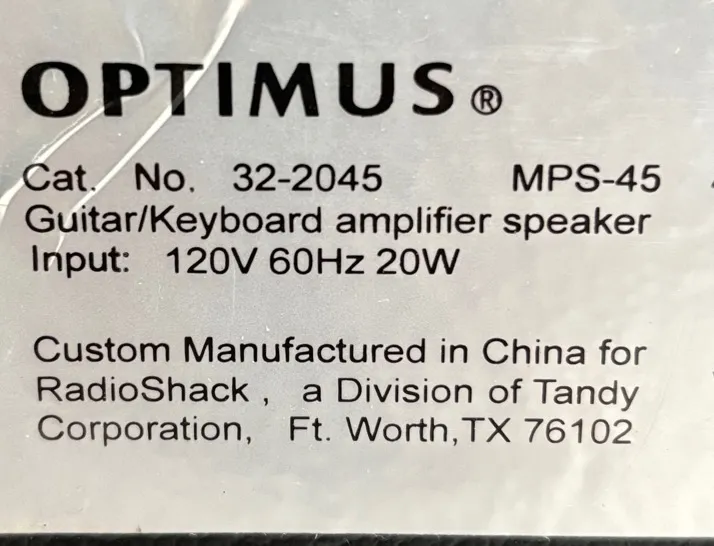 OPTIMUS®
Cat. No. 32-2045 MPS-45
Guitar/Keyboard amplifier speaker
Input: 120V 60Hz 20W
Custom Manufactured in China for
RadioShack , a Division of Tandy
Corporation, Ft. Worth,TX 76102